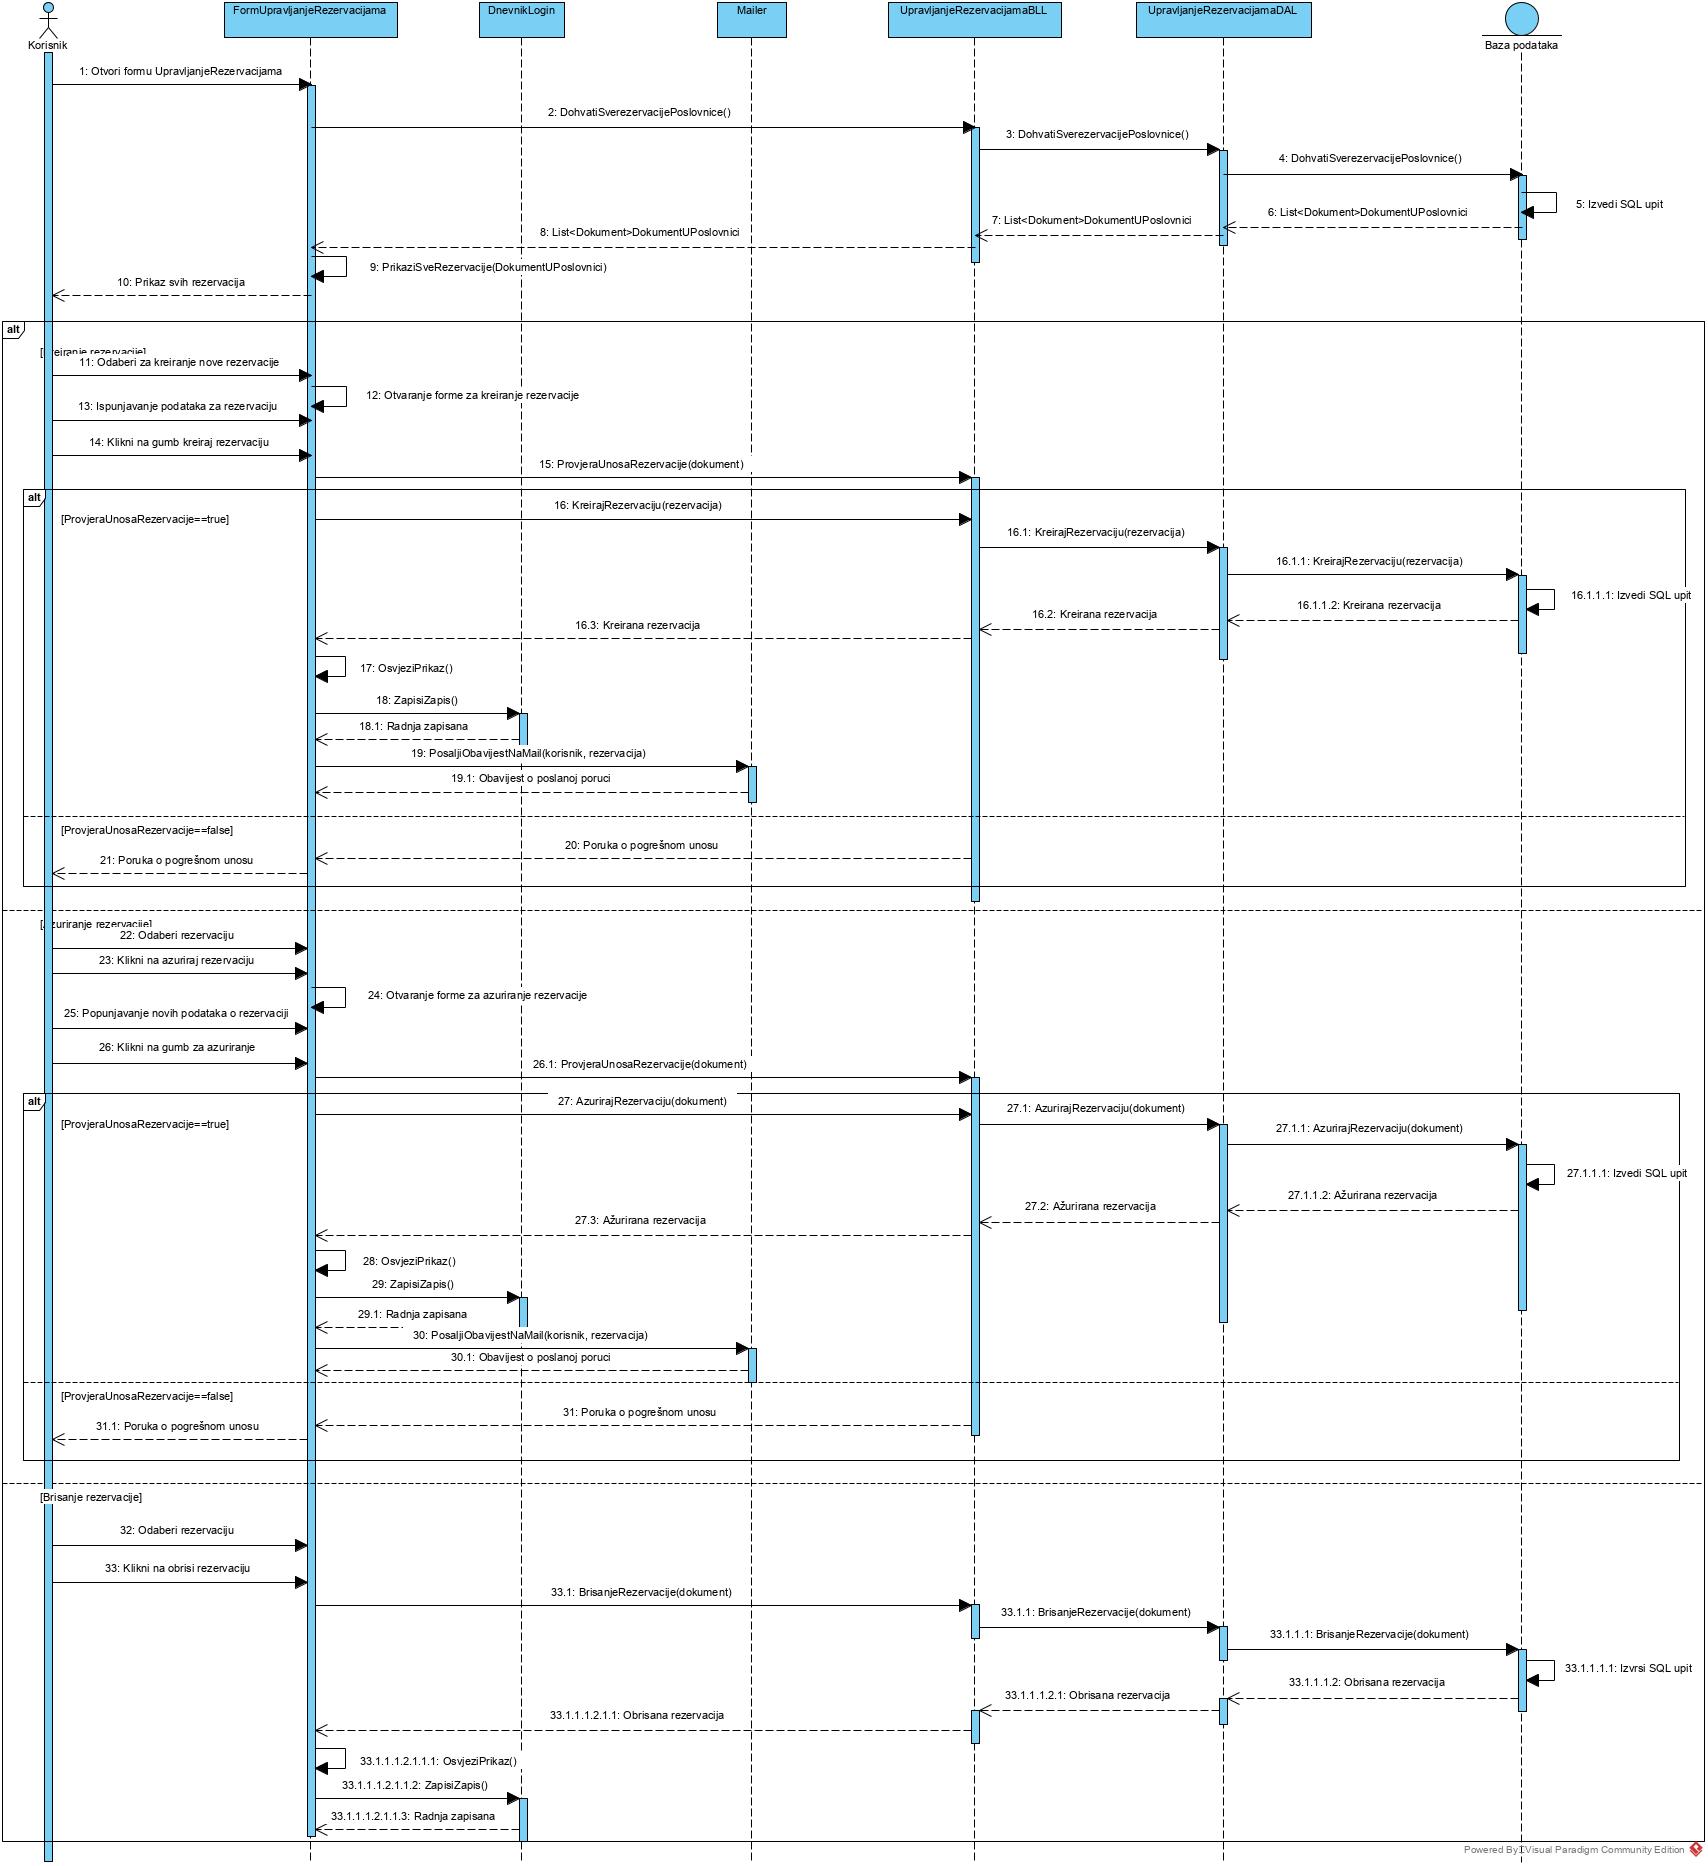 Korisnik
FormUpravljanjeRezervacijama
DnevnikLogin
Mailer
UpravljanjeRezervacijamaBLL
UpravljanjeRezervacijamaDAL
Baza podataka
1: Otvori formu UpravljanjeRezervacijama
2: DohvatiSverezervacijePoslovnice()
3: DohvatiSverezervacijePoslovnice()
4: DohvatiSverezervacijePoslovnice()
5: Izvedi SQL upit
6: List<Dokument>DokumentUPoslovnici
7: List<Dokument>DokumentUPoslovnici
8: List<Dokument>DokumentUPoslovnici
9: PrikaziSveRezervacije(DokumentUPoslovnici)
10: Prikaz svih rezervacija
alt
[Kreiranje rezervacije]
11: Odaberi za kreiranje nove rezervacije
12: Otvaranje forme za kreiranje rezervacije
13: Ispunjavanje podataka za rezervaciju
14: Klikni na gumb kreiraj rezervaciju
15: ProvjeraUnosaRezervacije(dokument)
alt
[ProvjeraUnosaRezervacije==true]
16: KreirajRezervaciju(rezervacija)
16.1: KreirajRezervaciju(rezervacija)
16.1.1: KreirajRezervaciju(rezervacija)
16.1.1.1: Izvedi SQL upit
16.1.1.2: Kreirana rezervacija
16.2: Kreirana rezervacija
16.3: Kreirana rezervacija
17: OsvjeziPrikaz()
18: ZapisiZapis()
18.1: Radnja zapisana
19: PosaljiObavijestNaMail(korisnik, rezervacija)
19.1: Obavijest o poslanoj poruci
[ProvjeraUnosaRezervacije==false]
20: Poruka o pogrešnom unosu
21: Poruka o pogrešnom unosu
[Azuriranje rezervacije]
22: Odaberi rezervaciju
23: Klikni na azuriraj rezervaciju
24: Otvaranje forme za azuriranje rezervacije
25: Popunjavanje novih podataka o rezervaciji
26: Klikni na gumb za azuriranje
26.1: ProvjeraUnosaRezervacije(dokument)
alt
[ProvjeraUnosaRezervacije==true]
27: AzurirajRezervaciju(dokument)
27.1: AzurirajRezervaciju(dokument)
27.1.1: AzurirajRezervaciju(dokument)
27.1.1.1: Izvedi SQL upit
27.1.1.2: Ažurirana rezervacija
27.2: Ažurirana rezervacija
27.3: Ažurirana rezervacija
28: OsvjeziPrikaz()
29: ZapisiZapis()
29.1: Radnja zapisana
30: PosaljiObavijestNaMail(korisnik, rezervacija)
30.1: Obavijest o poslanoj poruci
[ProvjeraUnosaRezervacije==false]
31: Poruka o pogrešnom unosu
31.1: Poruka o pogrešnom unosu
[Brisanje rezervacije]
32: Odaberi rezervaciju
33: Klikni na obrisi rezervaciju
33.1: BrisanjeRezervacije(dokument)
33.1.1: BrisanjeRezervacije(dokument)
33.1.1.1: BrisanjeRezervacije(dokument)
33.1.1.1.1: Izvrsi SQL upit
33.1.1.1.2: Obrisana rezervacija
33.1.1.1.2.1: Obrisana rezervacija
33.1.1.1.2.1.1: Obrisana rezervacija
33.1.1.1.2.1.1.1: OsvjeziPrikaz()
33.1.1.1.2.1.1.2: ZapisiZapis()
33.1.1.1.2.1.1.3: Radnja zapisana
Powered By Visual Paradigm Community Edition